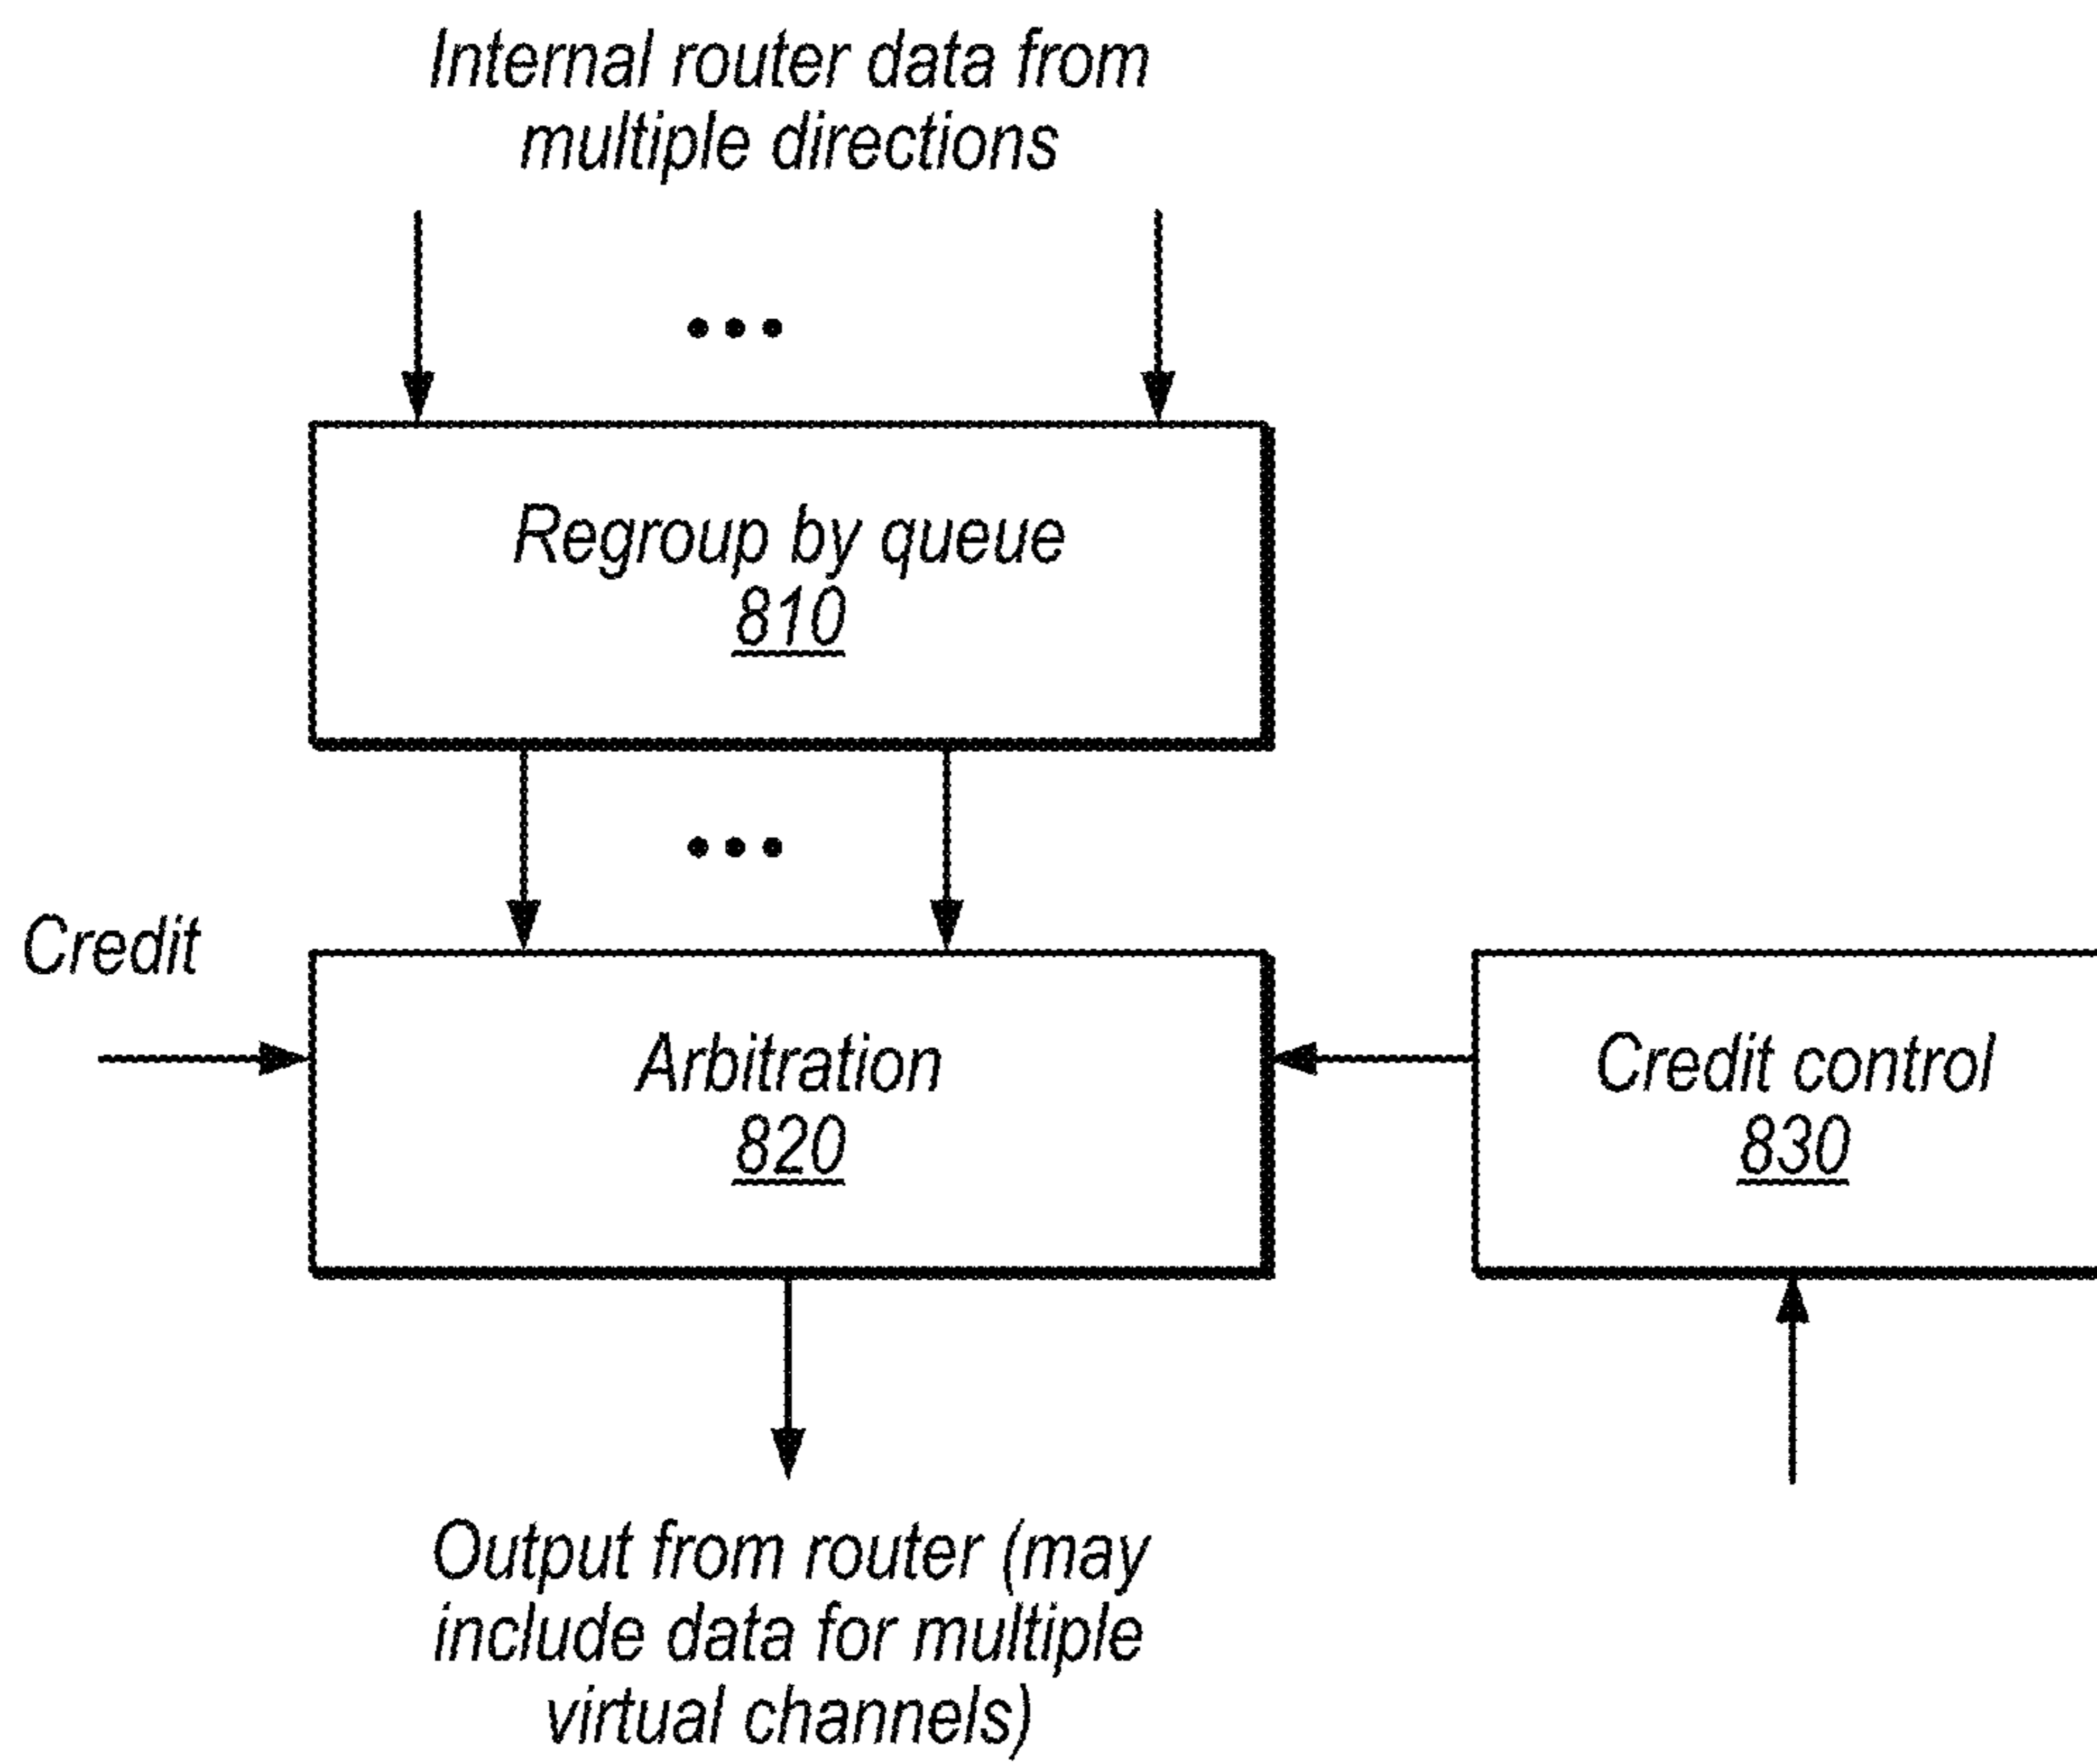 Internal router data from
multiple directions
Regroup by queue
810
Credit
Arbitration
820
Credit control
830
Output from router (may
include data for multiple
virtual channels)